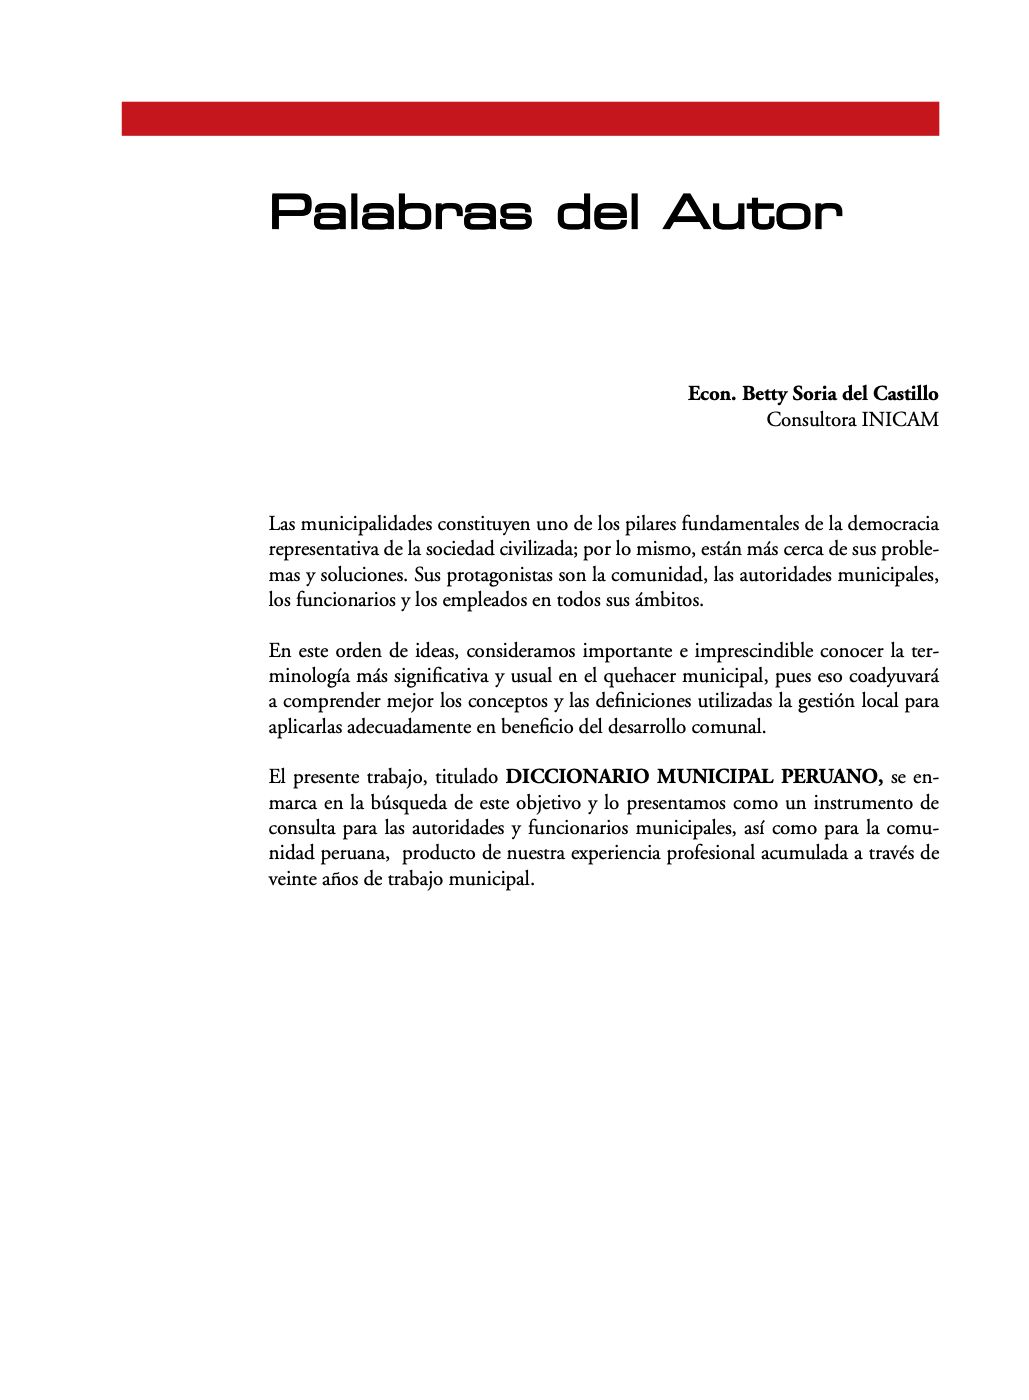 Palabras del Autor
Econ. Betty Soria del Castillo
Consultora INICAM
Las municipalidades constituyen uno de los pilares fundamentales de la democracia
representativa de la sociedad civilizada; por lo mismo, están más cerca de sus proble-
mas y soluciones. Sus protagonistas son la comunidad, las autoridades municipales,
los funcionarios y los empleados en todos sus ámbitos.
En este orden de ideas, consideramos importante e imprescindible conocer la ter-
minología más significativa y usual en el quehacer municipal, pues eso coadyuvará
a comprender mejor los conceptos y las definiciones utilizadas la gestión local para
aplicarlas adecuadamente en beneficio del desarrollo comunal.
El presente trabajo, titulado DICCIONARIO MUNICIPAL PERUANO, se en-
marca en la búsqueda de este objetivo y lo presentamos como un instrumento de
consulta para las autoridades y funcionarios municipales, así como para la comu-
nidad peruana,  producto de nuestra experiencia profesional acumulada a través de
veinte años de trabajo municipal.